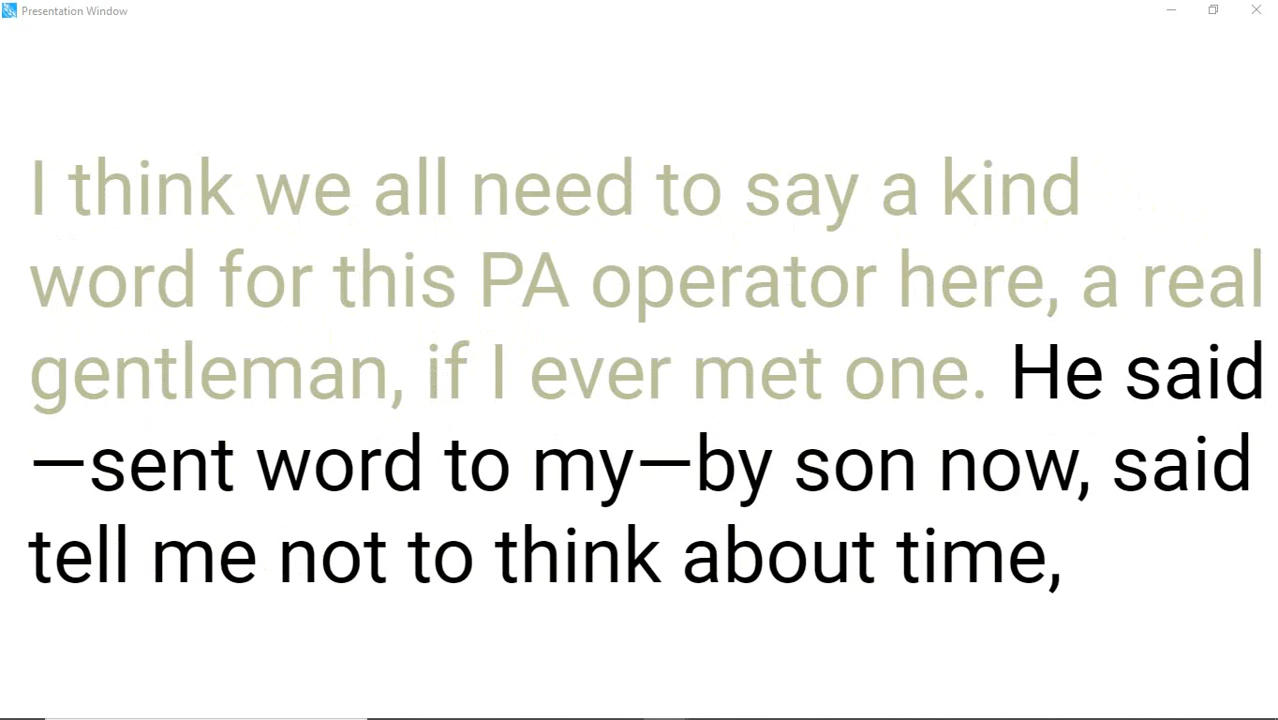 Presentation Window
I think we all need to say a kind
word for this PA operator here, a real
gentleman, if I ever met one. He said
—sent word to my—by son now, said
tell me not to think about time,